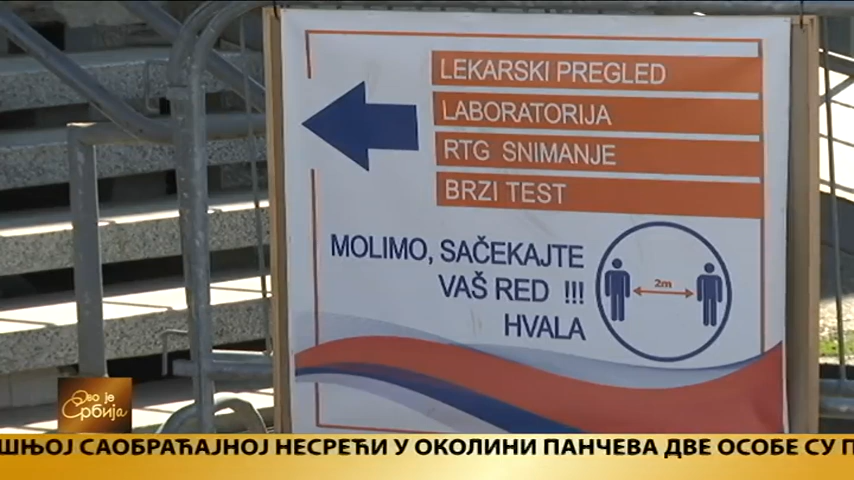 LEKARSKI PREGLED
LABORATORIJA
RTG SNIMANJE
BRZI TEST
MOLIMO, SAČEKAJTE
VAŠ RED !!!
HVALA
2m
Ово је
Србија
ШЊОЈ САОБРАЋАЈНОЈ НЕСРЕЋИ У ОКОЛИНИ ПАНЧЕВА ДВЕ ОСОБЕ СУ П